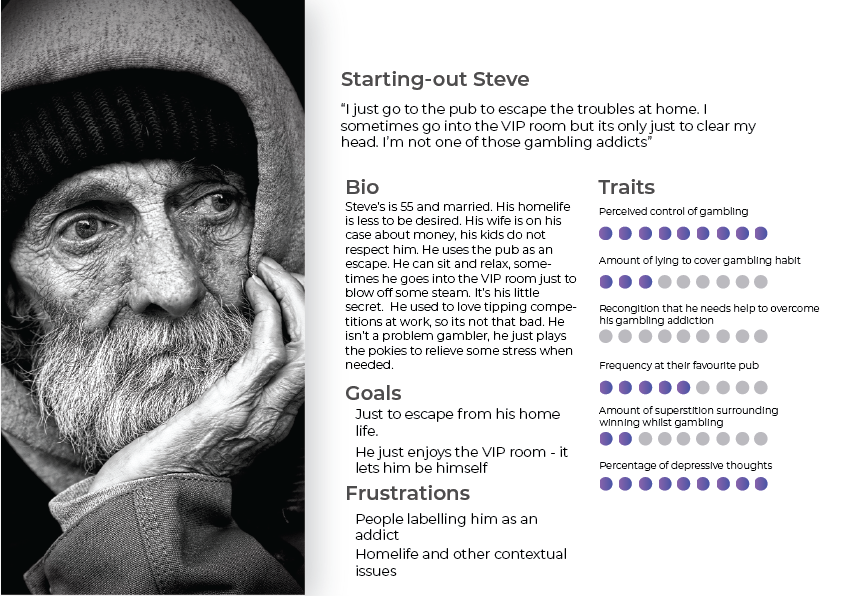 Starting-out Steve
“I just go to the pub to escape the troubles at home. I
sometimes go into the VIP room but its only just to clear my
head. I’m not one of those gambling addicts”
Bio
Steve’s is 55 and married. His homelife
is less to be desired. His wife is on his
case about money, his kids do not
respect him. He uses the pub as an
escape. He can sit and relax, some-
times he goes into the VIP room just to
blow off some steam. It’s his little
secret.  He used to love tipping compe-
titions at work, so its not that bad. He
isn’t a problem gambler, he just plays
the pokies to relieve some stress when
needed.
Goals
Just to escape from his home
life.
He just enjoys the VIP room - it
lets him be himself
Frustrations
People labelling him as an
addict
Homelife and other contextual
issues
Traits
Perceived control of gambling
Amount of lying to cover gambling habit
Recongition that he needs help to overcome
his gambling addiction
Frequency at their favourite pub
Amount of superstition surrounding
winning whilst gambling
Percentage of depressive thoughts